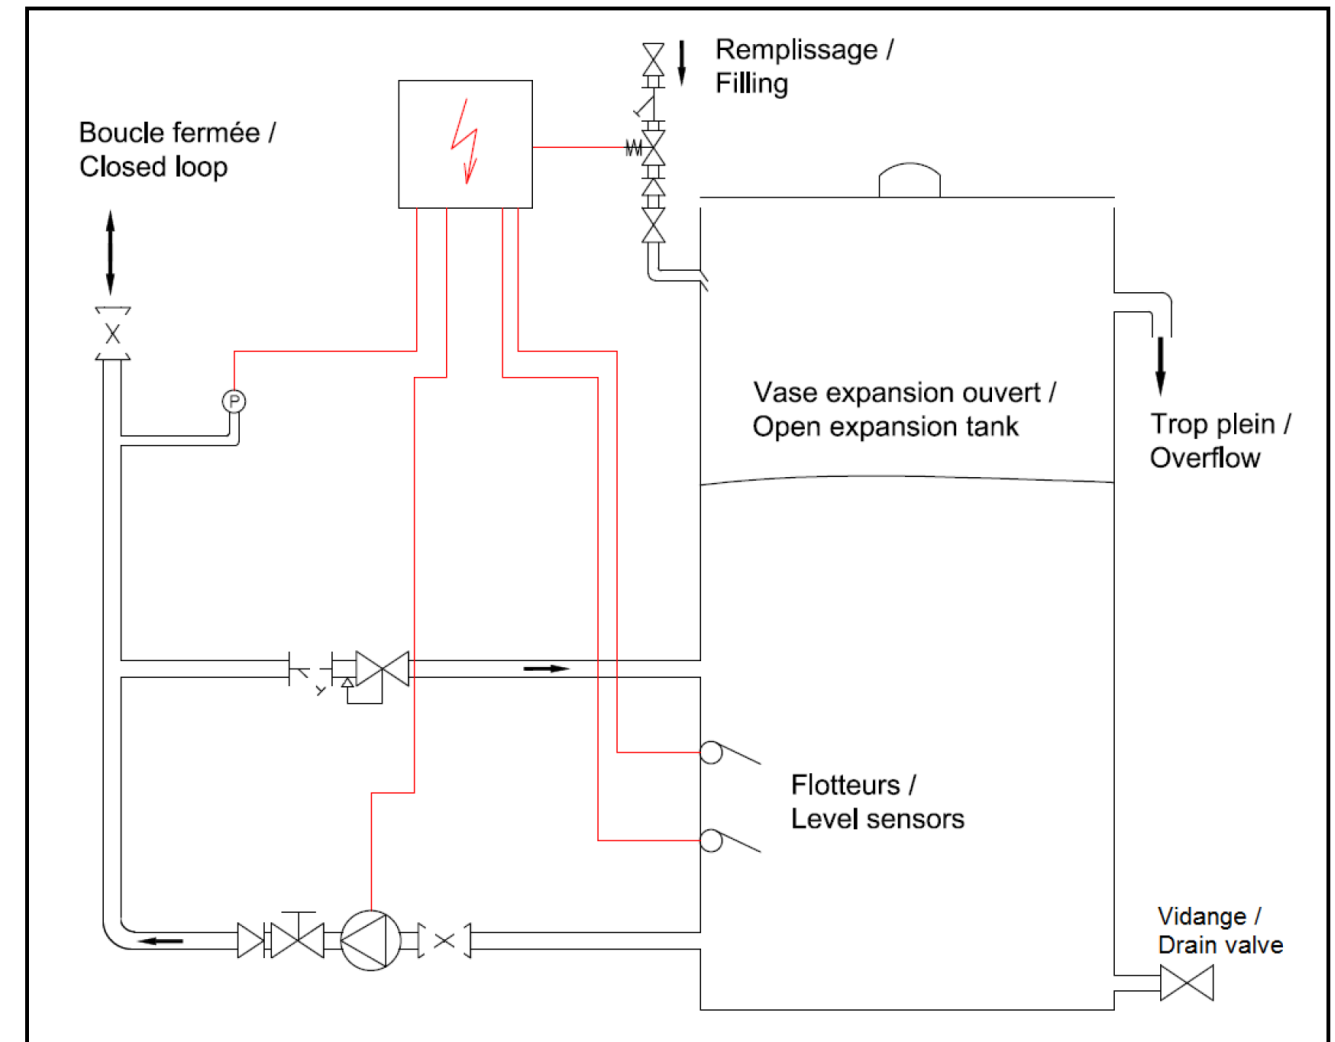 Remplissage /
Filling
Boucle fermée /
Closed loop
P
Vase expansion ouvert /
Open expansion tank
Trop plein /
Overflow
Flotteurs /
Level sensors
Vidange /
Drain valve